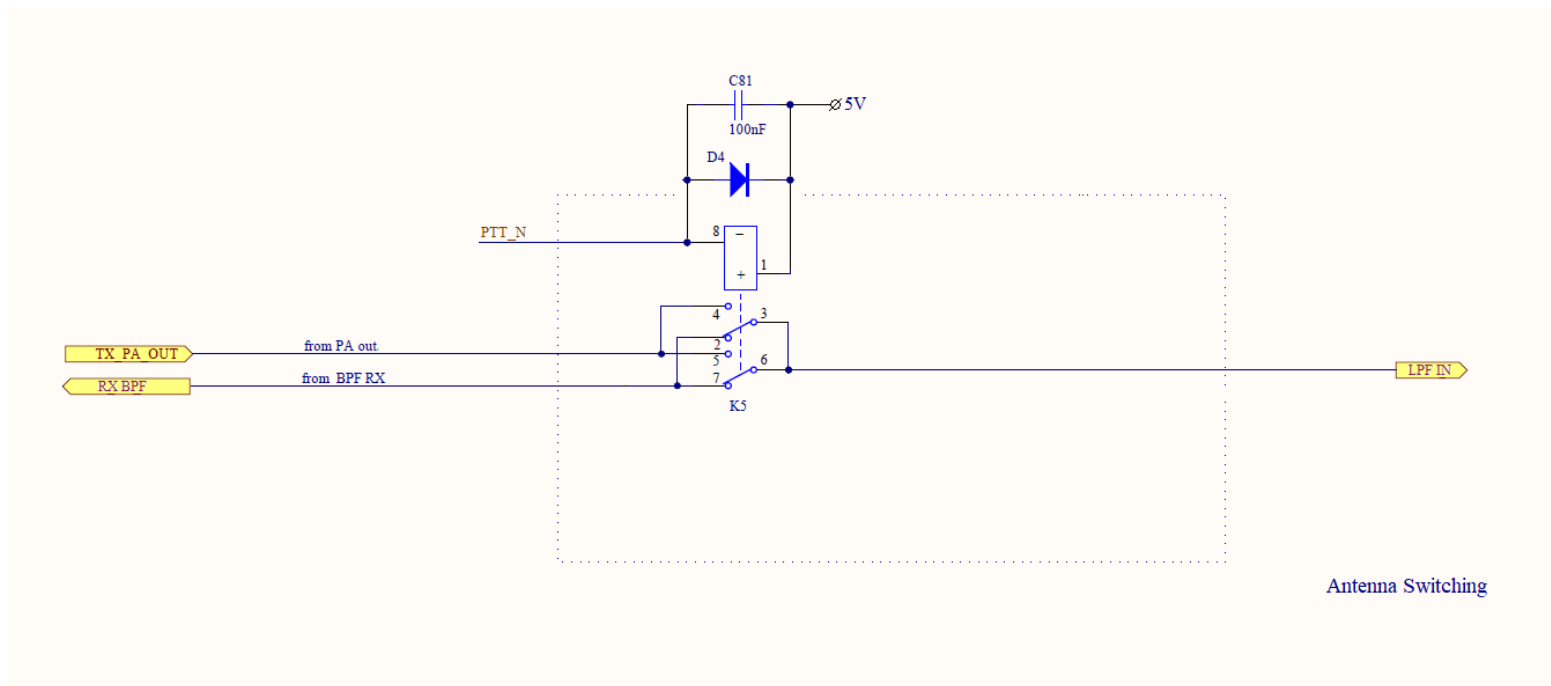 C81
5V
100nF
D4
PTT_N
8
−
+
1
4
3
2
5
6
7
K5
TX_PA_OUT
from PA out
RX BPF
from BPF RX
LPF IN
Antenna Switching